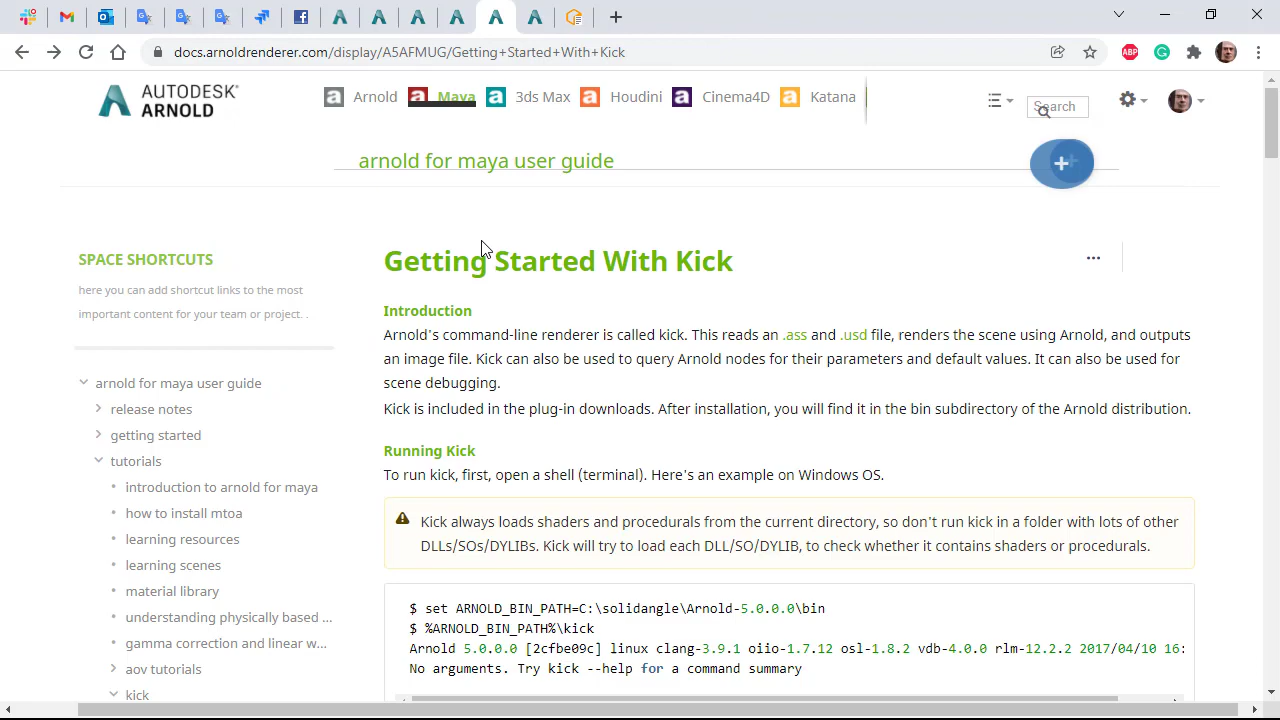 docs.arnoldrenderer.com/display/A5AFMUG/Getting+Started+With+Kick
ABP
AUTODESK
ARNOLD
Arnold
Maya
3ds Max
Houdini
Cinema4D
Katana
Search
arnold for maya user guide
SPACE SHORTCUTS
here you can add shortcut links to the most
important content for your team or project. .
arnold for maya user guide
release notes
getting started
tutorials
introduction to arnold for maya
how to install mtoa
learning resources
learning scenes
material library
understanding physically based ...
gamma correction and linear w...
aov tutorials
kick
Getting Started With Kick
Introduction
Arnold's command-line renderer is called kick. This reads an .ass and .usd file, renders the scene using Arnold, and outputs
an image file. Kick can also be used to query Arnold nodes for their parameters and default values. It can also be used for
scene debugging.
Kick is included in the plug-in downloads. After installation, you will find it in the bin subdirectory of the Arnold distribution.
Running Kick
To run kick, first, open a shell (terminal). Here's an example on Windows OS.
Kick always loads shaders and procedurals from the current directory, so don't run kick in a folder with lots of other
DLLs/SOs/DYLIBs. Kick will try to load each DLL/SO/DYLIB, to check whether it contains shaders or procedurals.
$ set ARNOLD_BIN_PATH=C:\solidangle\Arnold-5.0.0.0\bin
$ %ARNOLD_BIN_PATH%\kick
Arnold 5.0.0.0 [2cfbe09c] linux clang-3.9.1 oiio-1.7.12 osl-1.8.2 vdb-4.0.0 rlm-12.2.2 2017/04/10 16:
No arguments. Try kick --help for a command summary